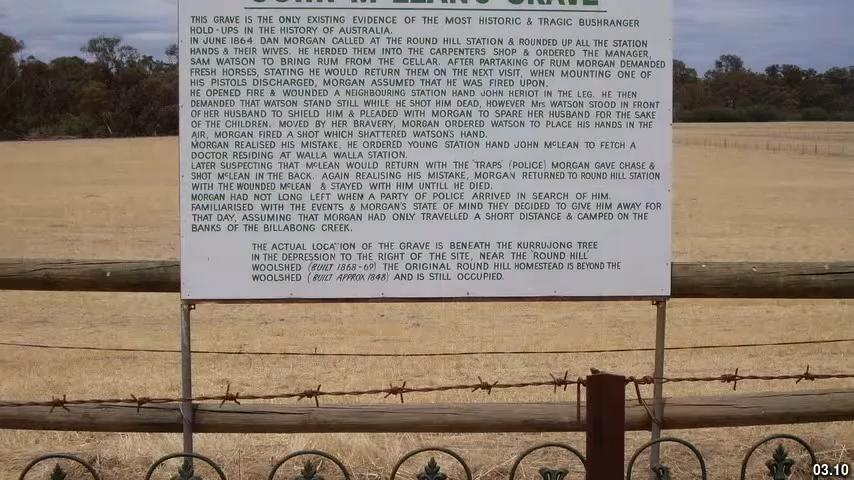 THIS GRAVE IS THE ONLY EXISTING EVIDENCE OF THE MOST HISTORIC & TRAGIC BUSHRANGER
HOLD-UPS IN THE HISTORY OF AUSTRALIA.
IN JUNE 1864 DAN MORGAN CALLED AT THE ROUND HILL STATION & ROUNDED UP ALL THE STATION
HANDS & THEIR WIVES. HE HERDED THEM INTO THE CARPENTERS SHOP & ORDERED THE MANAGER,
SAM WATSON TO BRING RUM FROM THE CELLAR. AFTER PARTAKING OF RUM MORGAN DEMANDED
FRESH HORSES, STATING HE WOULD RETURN THEM ON THE NEXT VISIT, WHEN MOUNTING ONE OF
HIS PISTOLS DISCHARGED, MORGAN ASSUMED THAT HE WAS FIRED UPON.
HE OPENED FIRE & WOUNDED A NEIGHBOURING STATION HAND JOHN HERIOT IN THE LEG. HE THEN
DEMANDED THAT WATSON STAND STILL WHILE HE SHOT HIM DEAD, HOWEVER Mrs WATSON STOOD IN FRONT
OF HER HUSBAND TO SHIELD HIM & PLEADED WITH MORGAN TO SPARE HER HUSBAND FOR THE SAKE
OF THE CHILDREN. MOVED BY HER BRAVERY, MORGAN ORDERED WATSON TO PLACE HIS HANDS IN THE
AIR, MORGAN FIRED A SHOT WHICH SHATTERED WATSON'S HAND.
MORGAN REALISED HIS MISTAKE, HE ORDERED YOUNG STATION HAND JOHN McLEAN TO FETCH A
DOCTOR RESIDING AT WALLA WALLA STATION.
LATER SUSPECTING THAT McLEAN WOULD RETURN WITH THE 'TRAPS' (POLICE) MORGAN GAVE CHASE &
SHOT McLEAN IN THE BACK. AGAIN REALISING HIS MISTAKE, MORGAN RETURNED TO ROUND HILL STATION
WITH THE WOUNDED McLEAN & STAYED WITH HIM UNTILL HE DIED.
MORGAN HAD NOT LONG LEFT WHEN A PARTY OF POLICE ARRIVED IN SEARCH OF HIM.
FAMILIARISED WITH THE EVENTS & MORGAN'S STATE OF MIND THEY DECIDED TO GIVE HIM AWAY FOR
THAT DAY, ASSUMING THAT MORGAN HAD ONLY TRAVELLED A SHORT DISTANCE & CAMPED ON THE
BANKS OF THE BILLABONG CREEK.
THE ACTUAL LOCATION OF THE GRAVE IS BENEATH THE KURRUJONG TREE
IN THE DEPRESSION TO THE RIGHT OF THE SITE, NEAR THE 'ROUND HILL'
WOOLSHED (BUILT 1868-69) THE ORIGINAL ROUND HILL HOMESTEAD IS BEYOND THE
WOOLSHED (BUILT APPROX 1848) AND IS STILL OCCUPIED.
03.10